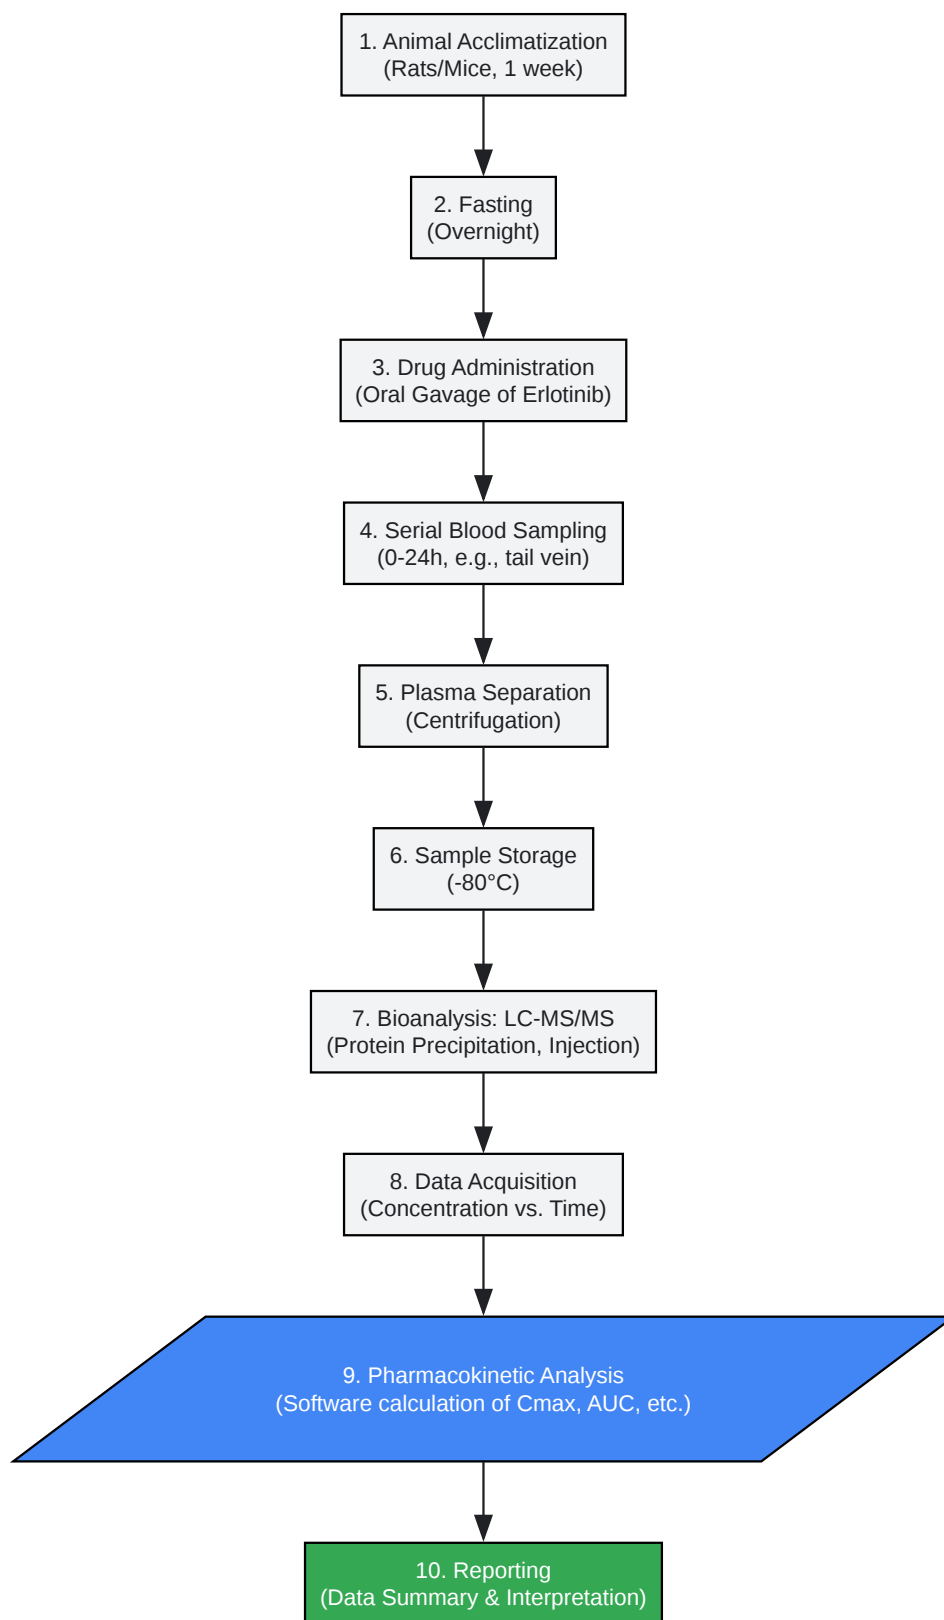 1. Animal Acclimatization
(Rats/Mice, 1 week)
2. Fasting
(Overnight)
3. Drug Administration
(Oral Gavage of Erlotinib)
4. Serial Blood Sampling
(0-24h, e.g., tail vein)
5. Plasma Separation
(Centrifugation)
6. Sample Storage
(-80°C)
7. Bioanalysis: LC-MS/MS
(Protein Precipitation, Injection)
8. Data Acquisition
(Concentration vs. Time)
9. Pharmacokinetic Analysis
(Software calculation of Cmax, AUC, etc.)
10. Reporting
(Data Summary & Interpretation)